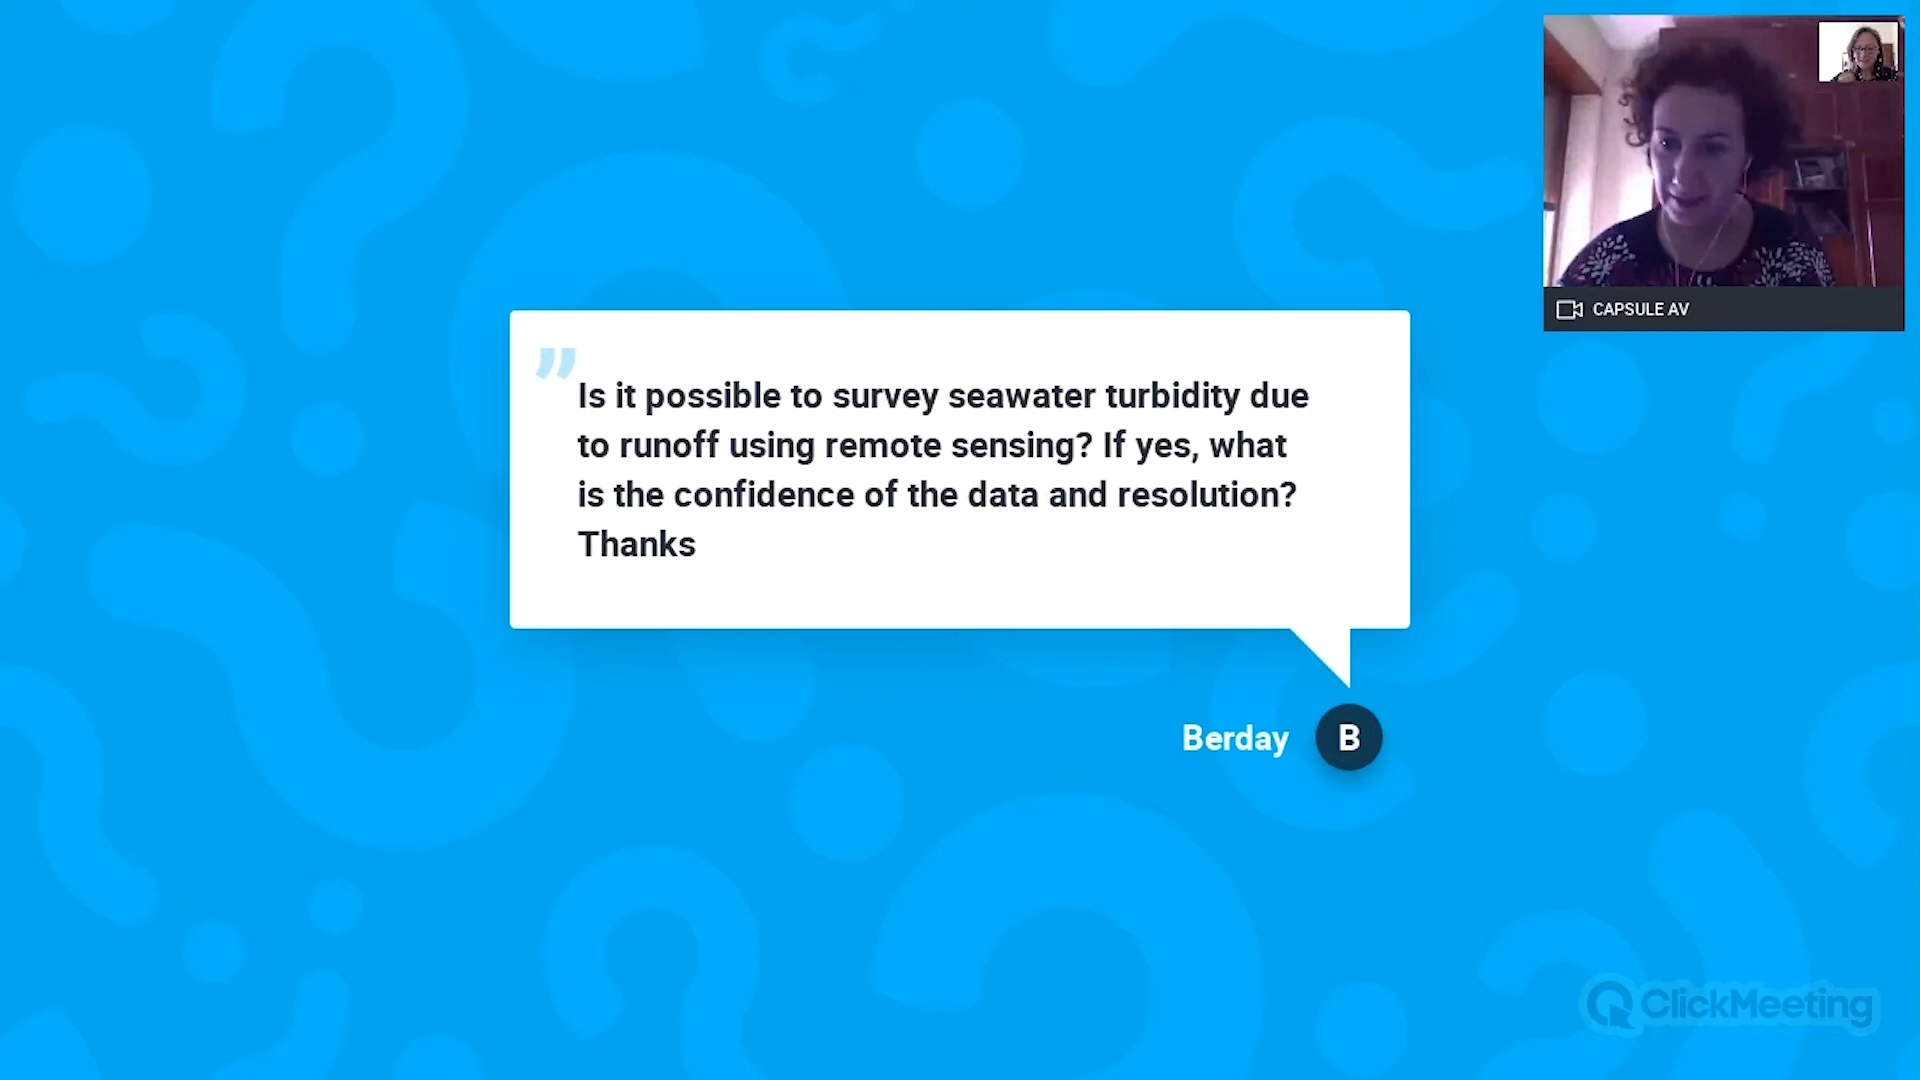 CAPSULE AV
Is it possible to survey seawater turbidity due
to runoff using remote sensing? If yes, what
is the confidence of the data and resolution?
Thanks
Berday B
ClickMeeting